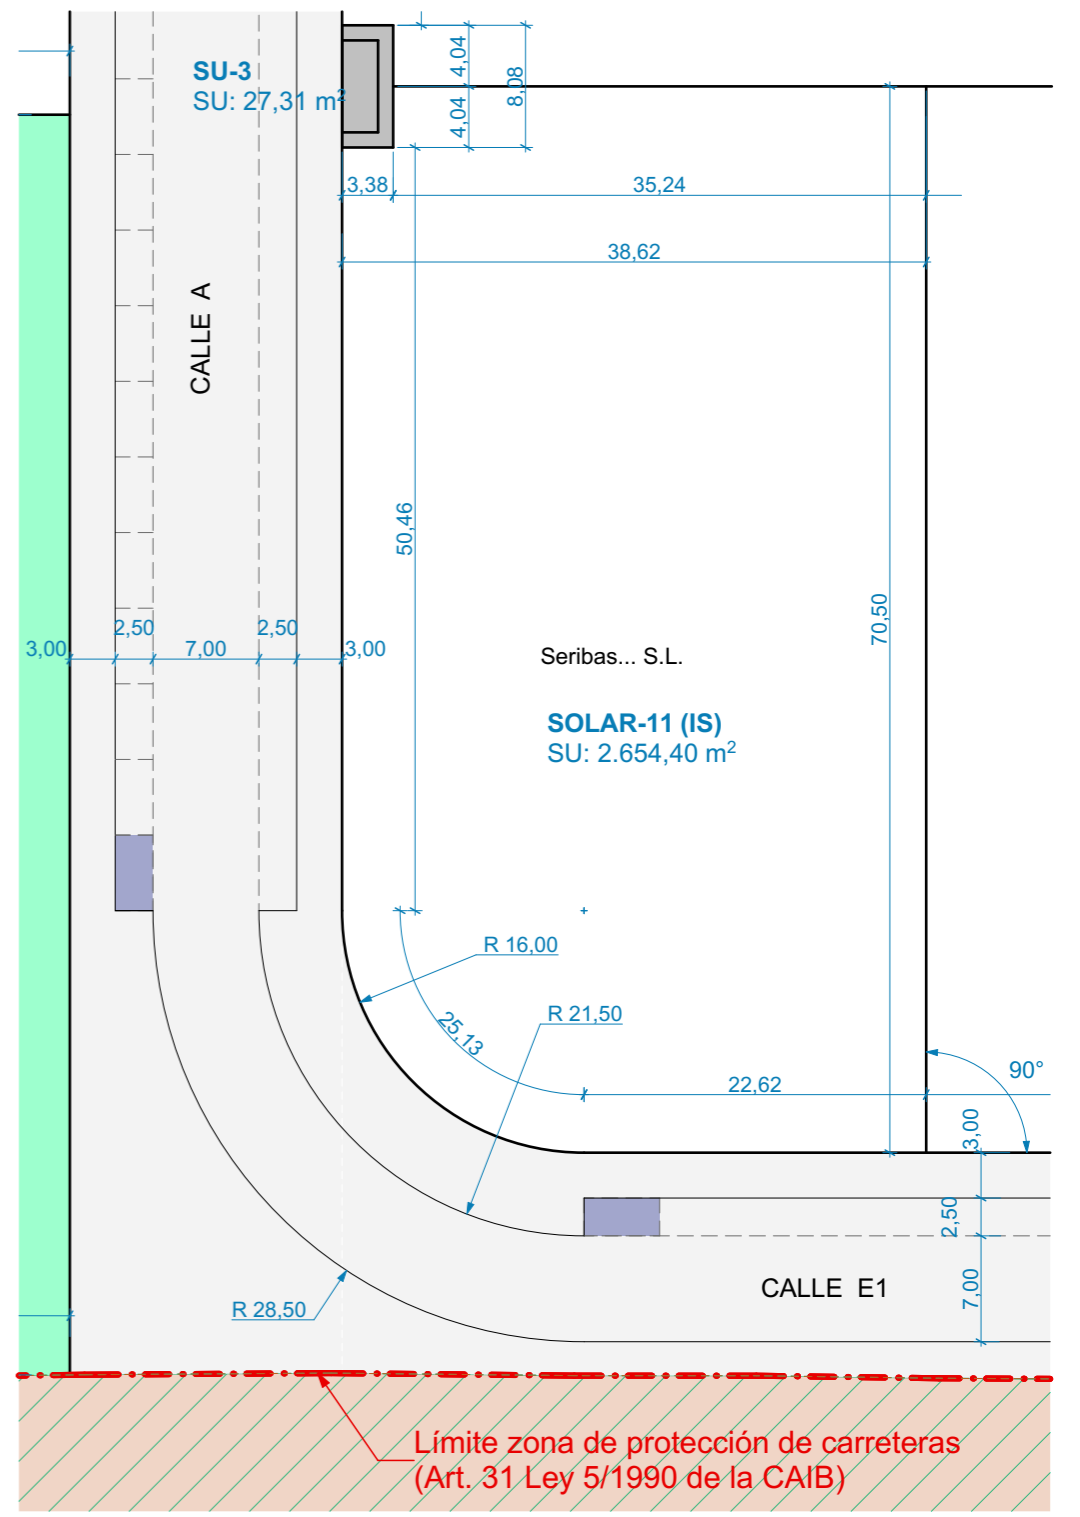 4,04
8,08
4,04
SU-3
SU: 27,31 m²
3,38
35,24
38,62
CALLE A
50,46
70,50
2,50
2,50
3,00
7,00
3,00
Seribas... S.L.
SOLAR-11 (IS)
SU: 2.654,40 m²
R 16,00
R 21,50
25,13
22,62
90°
3,00
2,50
7,00
CALLE E1
R 28,50
Límite zona de protección de carreteras
(Art. 31 Ley 5/1990 de la CAIB)